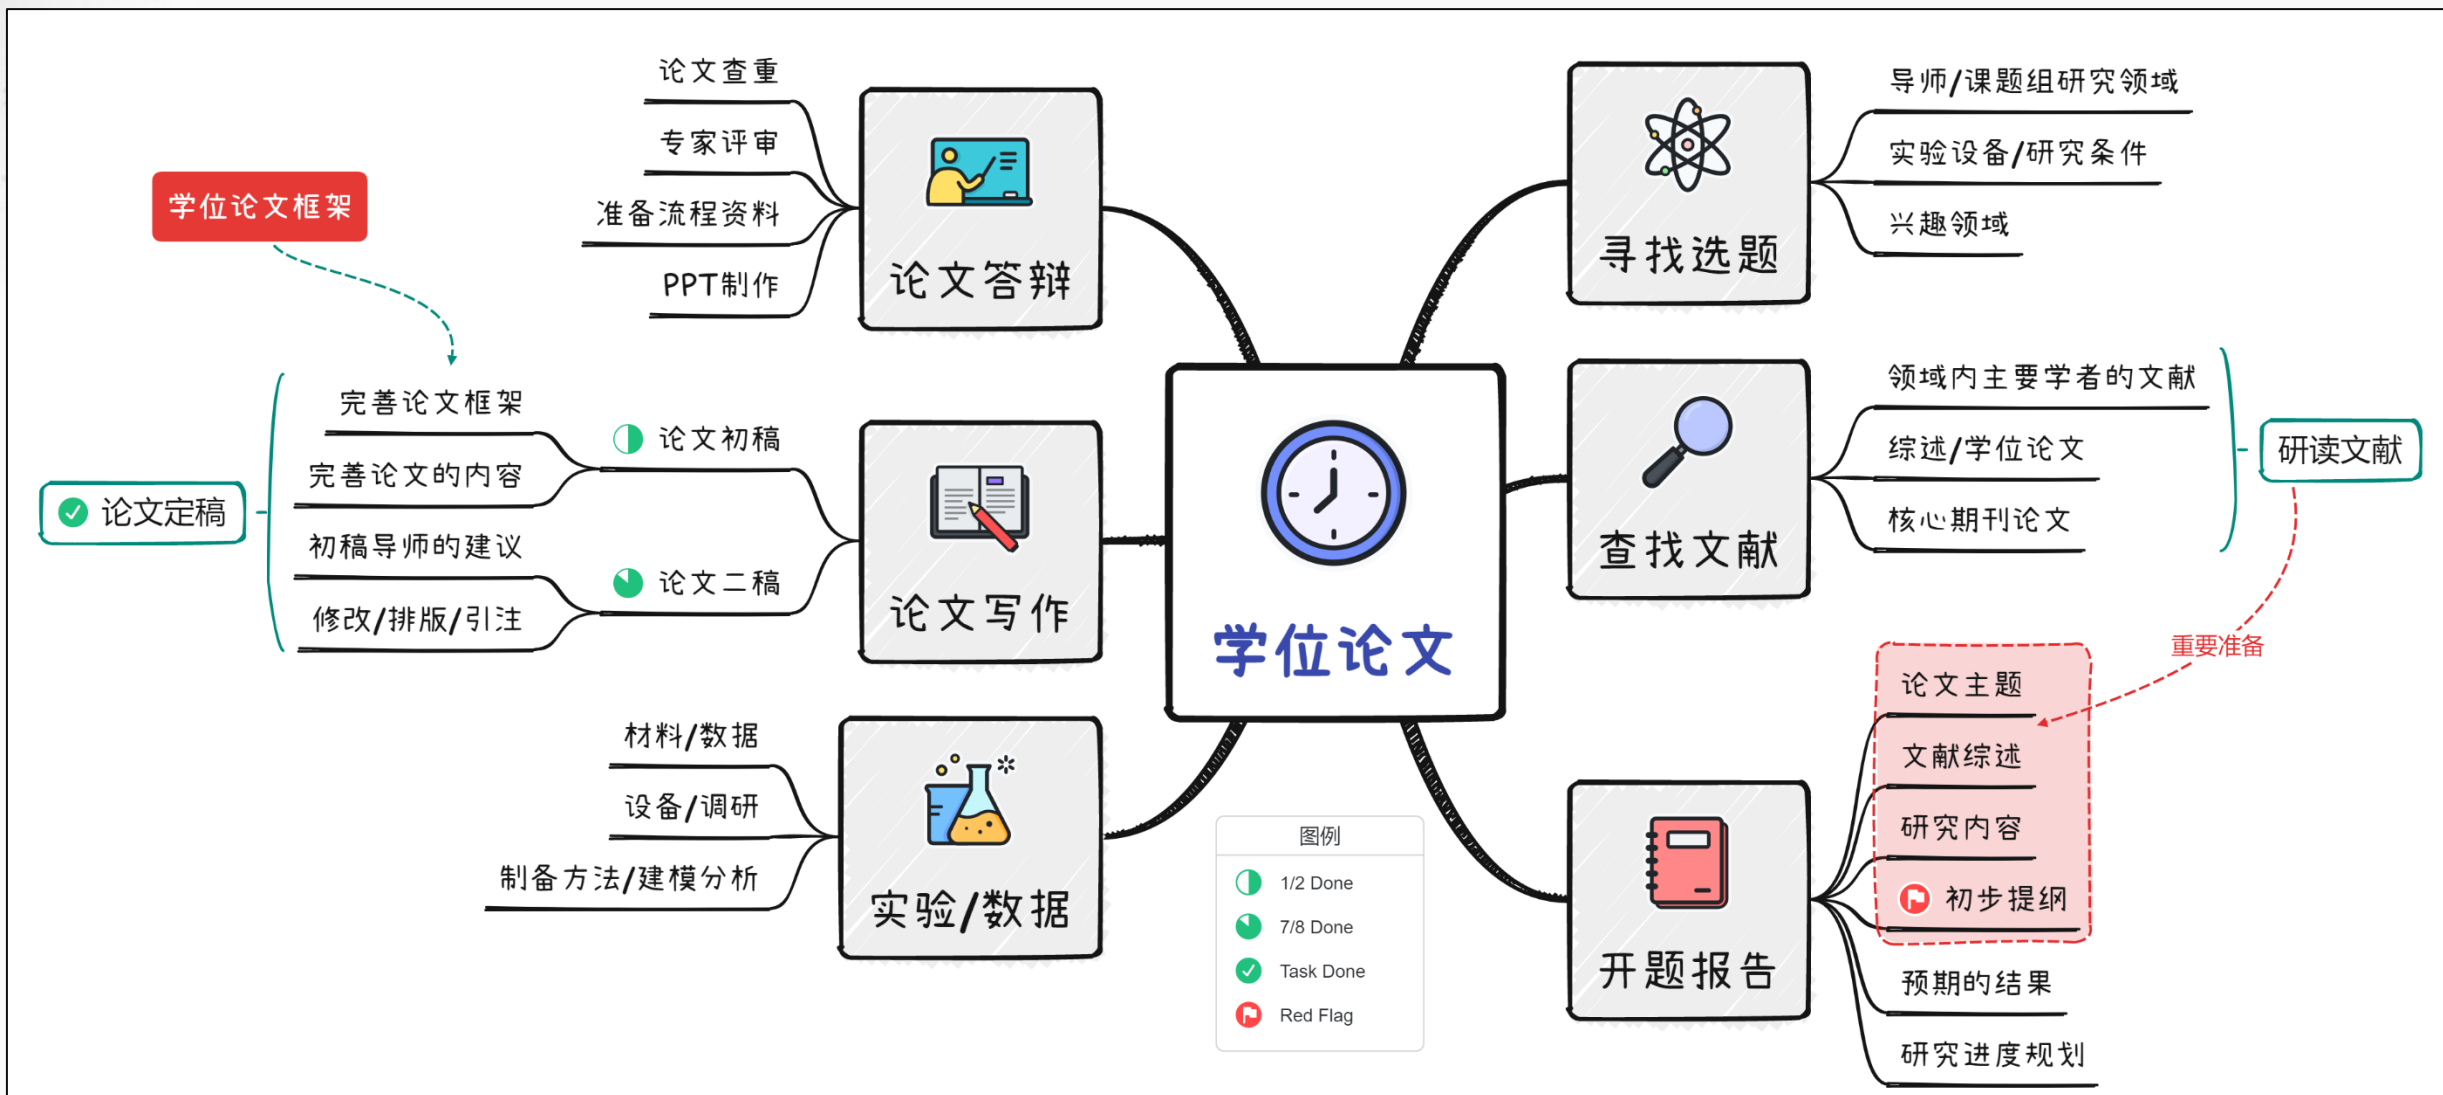 学位论文
寻找选题
导师/课题组研究领域
实验设备/研究条件
兴趣领域
查找文献
领域内主要学者的文献
综述/学位论文
核心期刊论文
研读文献
重要准备
开题报告
论文主题
文献综述
研究内容
初步提纲
预期的结果
研究进度规划
实验/数据
材料/数据
设备/调研
制备方法/建模分析
论文写作
论文初稿
完善论文框架
完善论文的内容
论文二稿
初稿导师的建议
修改/排版/引注
论文定稿
学位论文框架
论文答辩
论文查重
专家评审
准备流程资料
PPT制作
图例
1/2 Done
7/8 Done
Task Done
Red Flag